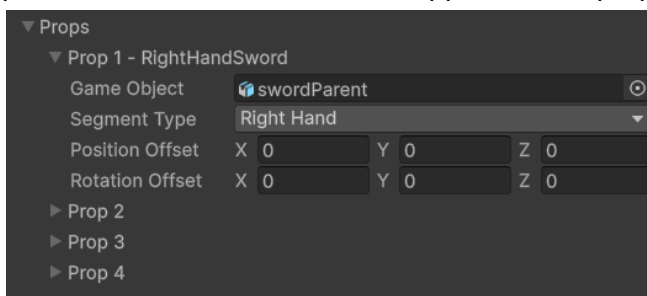 Props
Prop 1 - RightHandSword
Game Object swordParent
Segment Type Right Hand
Position Offset X 0 Y 0 Z 0
Rotation Offset X 0 Y 0 Z 0
Prop 2
Prop 3
Prop 4